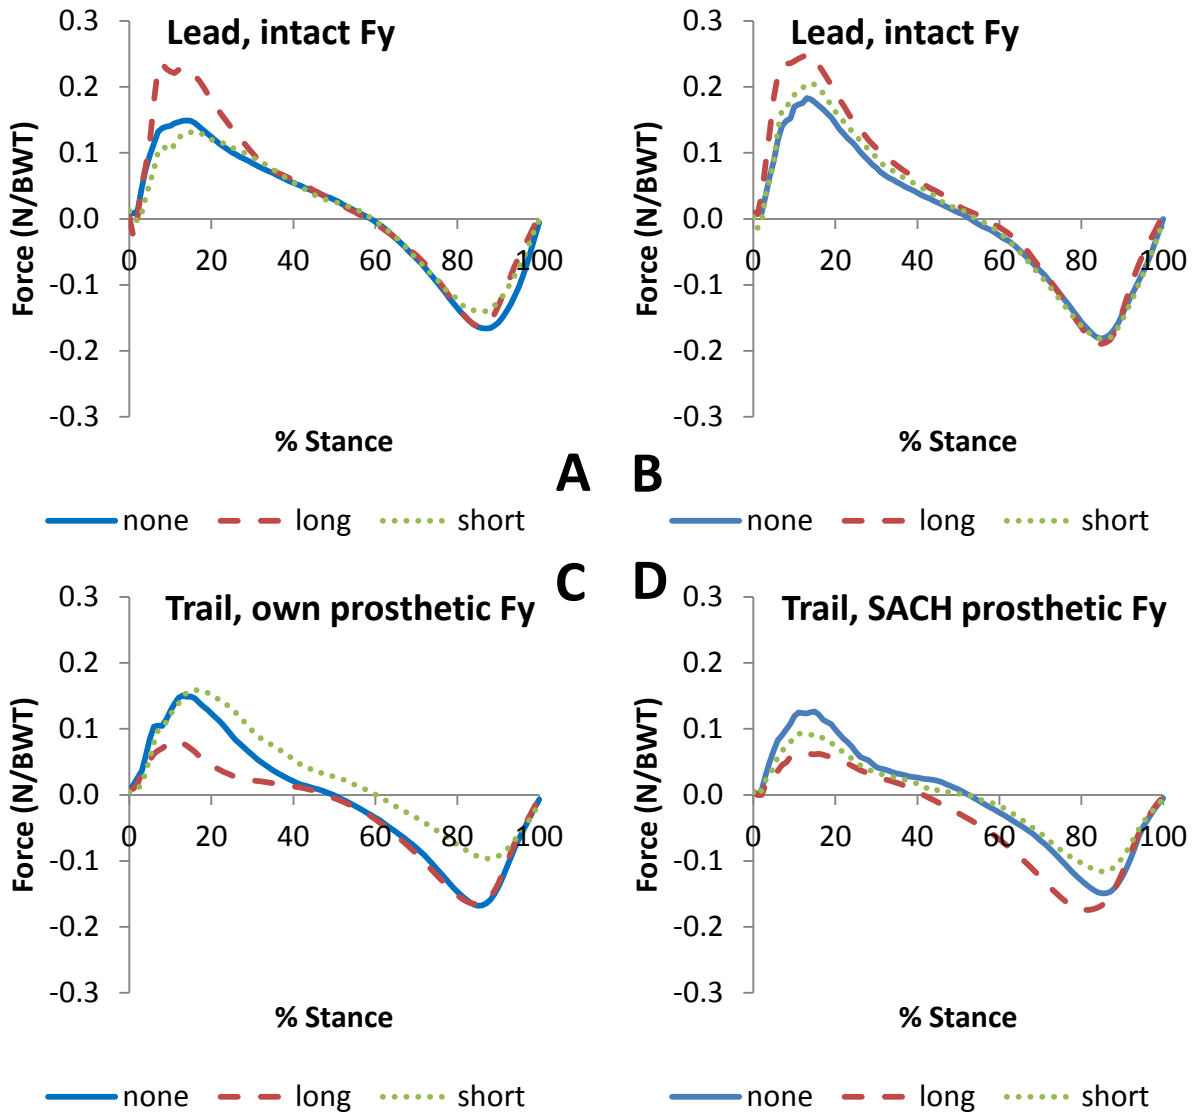 Lead, intact Fy
0.3
0.2
0.1
0.0
-0.1
-0.2
-0.3
Force (N/BWT)
0 20 40 60 80 100
% Stance
A
none long short
Lead, intact Fy
0.3
0.2
0.1
0.0
-0.1
-0.2
-0.3
Force (N/BWT)
0 20 40 60 80 100
% Stance
B
none long short
C
Trail, own prosthetic Fy
0.3
0.2
0.1
0.0
-0.1
-0.2
-0.3
Force (N/BWT)
0 20 40 60 80 100
% Stance
none long short
D
Trail, SACH prosthetic Fy
0.3
0.2
0.1
0.0
-0.1
-0.2
-0.3
Force (N/BWT)
0 20 40 60 80 100
% Stance
none long short